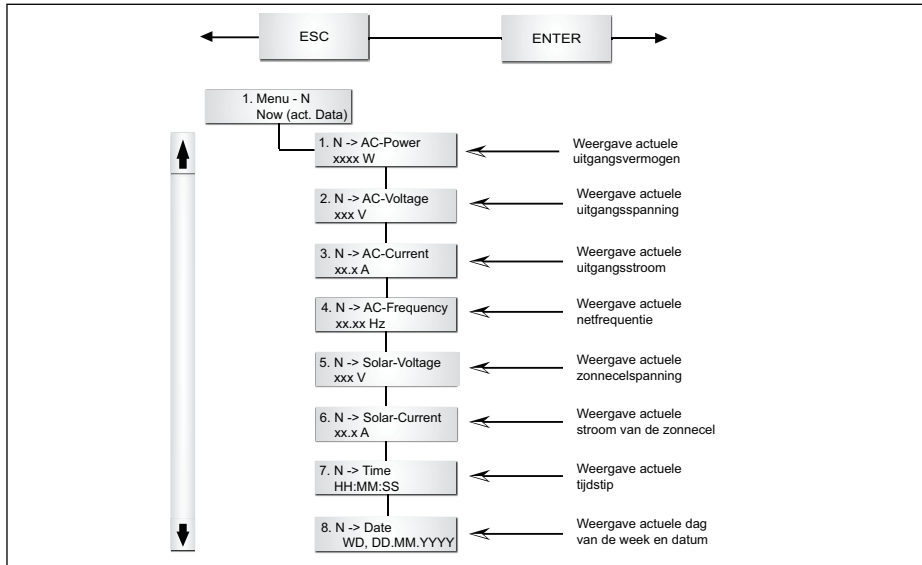 ESC
ENTER
1. Menu - N
Now (act. Data)
1. N -> AC-Power
xxxx W
Weergave actuele
uitgangsvermogen
2. N -> AC-Voltage
xxx V
Weergave actuele
uitgangsspanning
3. N -> AC-Current
xx.x A
Weergave actuele
uitgangsstroom
4. N -> AC-Frequency
xx.xx Hz
Weergave actuele
netfrequentie
5. N -> Solar-Voltage
xxx V
Weergave actuele
zonnecelspanning
6. N -> Solar-Current
xx.x A
Weergave actuele
stroom van de zonnecel
7. N -> Time
HH:MM:SS
Weergave actuele
tijdstip
8. N -> Date
WD, DD.MM.YYYY
Weergave actuele dag
van de week en datum